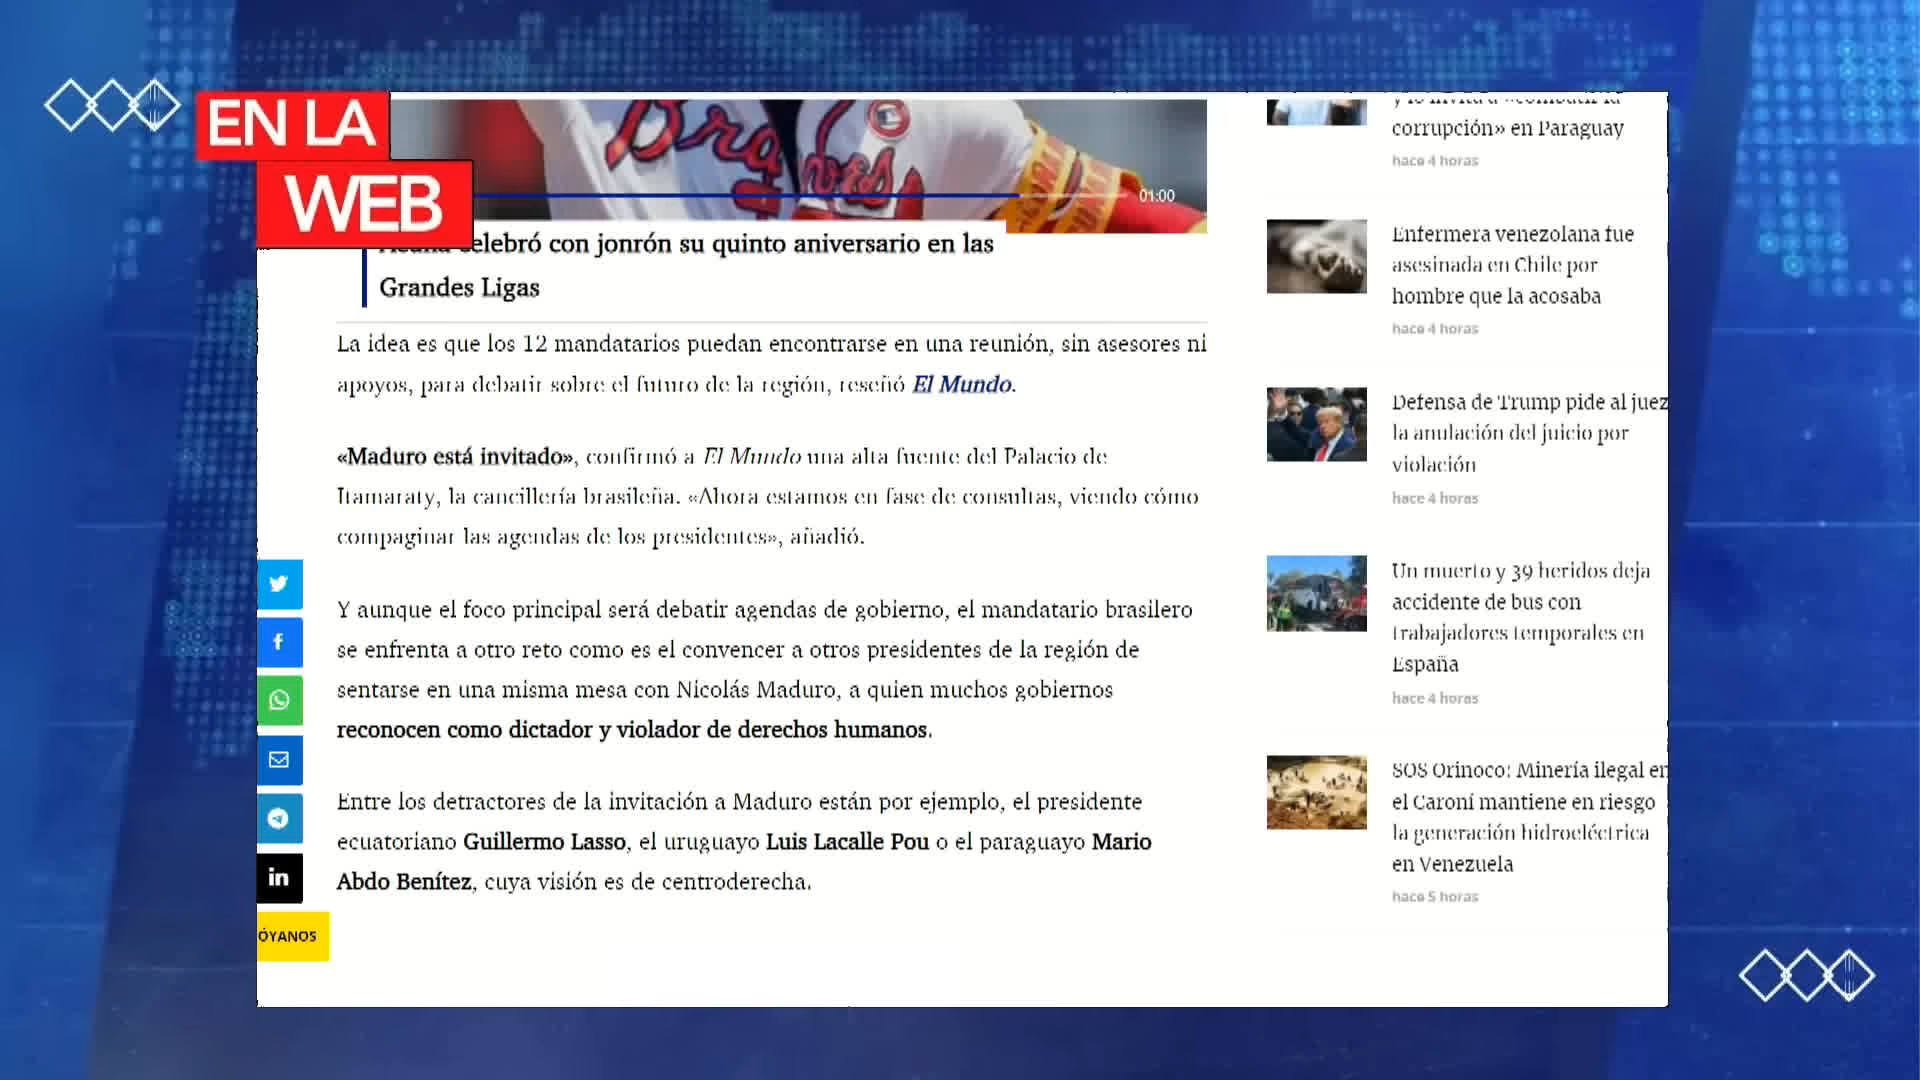 EN LA
WEB
Braves
01:00
celebró con jonrón su quinto aniversario en las
Grandes Ligas
La idea es que los 12 mandatarios puedan encontrarse en una reunión, sin asesores ni
apoyos, para debatir sobre el futuro de la región, reseñó El Mundo.
«Maduro está invitado», confirmó a El Mundo una alta fuente del Palacio de
Itamaraty, la cancillería brasileña. «Ahora estamos en fase de consultas, viendo cómo
compaginar las agendas de los presidentes», añadió.
Y aunque el foco principal será debatir agendas de gobierno, el mandatario brasilero
se enfrenta a otro reto como es el convencer a otros presidentes de la región de
sentarse en una misma mesa con Nicolás Maduro, a quien muchos gobiernos
reconocen como dictador y violador de derechos humanos.
Entre los detractores de la invitación a Maduro están por ejemplo, el presidente
ecuatoriano Guillermo Lasso, el uruguayo Luis Lacalle Pou o el paraguayo Mario
Abdo Benítez, cuya visión es de centroderecha.
ÓYANOS
corrupción» en Paraguay
hace 4 horas
Enfermera venezolana fue
asesinada en Chile por
hombre que la acosaba
hace 4 horas
Defensa de Trump pide al juez
la anulación del juicio por
violación
hace 4 horas
Un muerto y 39 heridos deja
accidente de bus con
trabajadores temporales en
España
hace 4 horas
SOS Orinoco: Minería ilegal en
el Caroní mantiene en riesgo
la generación hidroeléctrica
en Venezuela
hace 5 horas